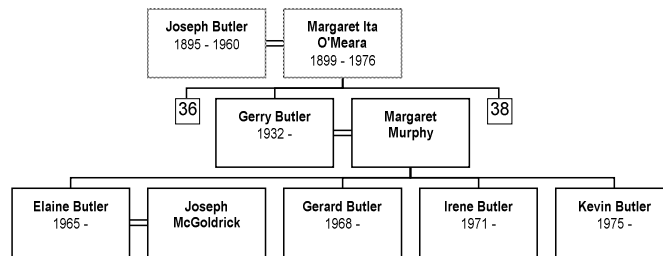 Joseph Butler
1895 - 1960
Margaret Ita
O'Meara
1899 - 1976
36
38
Gerry Butler
1932 -
Margaret
Murphy
Elaine Butler
1965 -
Joseph
McGoldrick
Gerard Butler
1968 -
Irene Butler
1971 -
Kevin Butler
1975 -